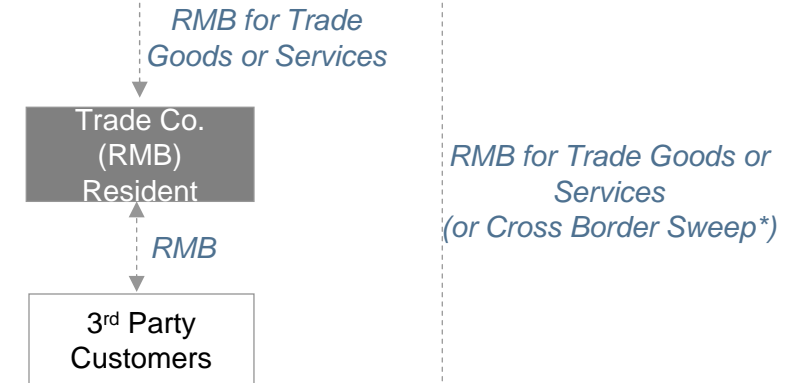 RMB for Trade
Goods or Services
Trade Co.
(RMB)
Resident
RMB for Trade Goods or
Services
(or Cross Border Sweep*)
RMB
3rd Party
Customers